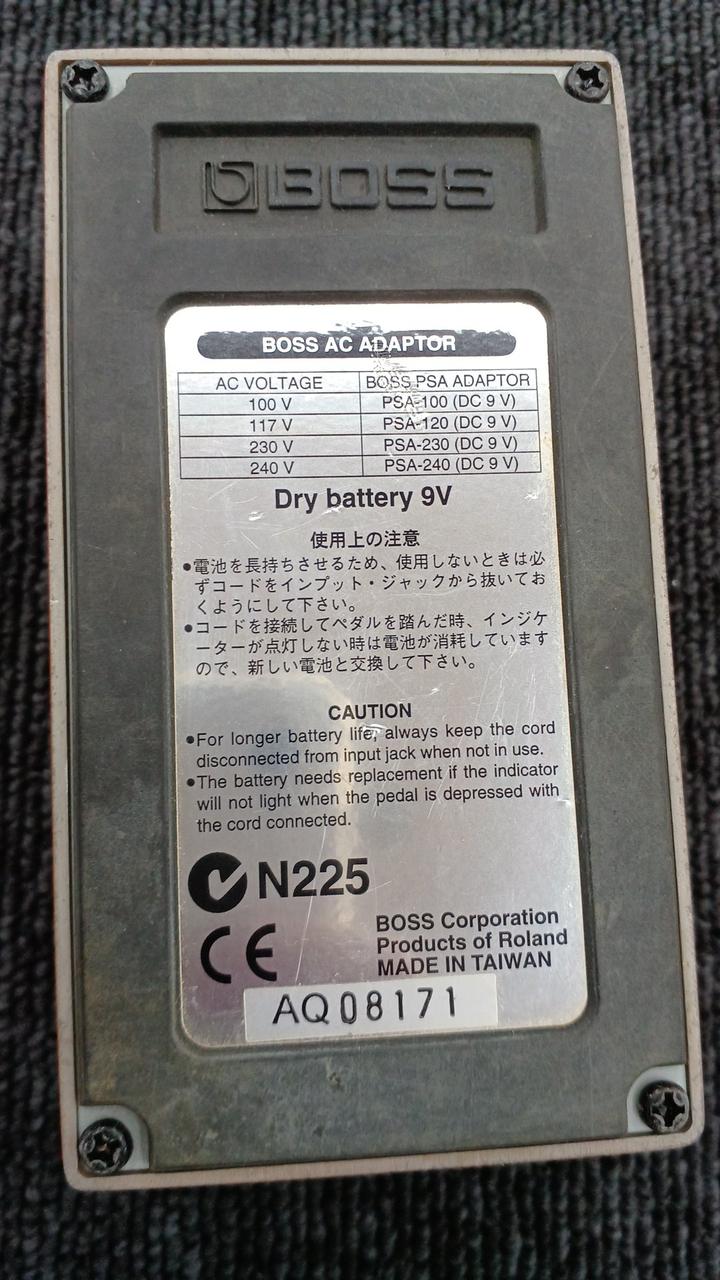 BOSS
BOSS AC ADAPTOR
AC VOLTAGE BOSS PSA ADAPTOR
100 V PSA-100 (DC 9 V)
117 V PSA-120 (DC 9 V)
230 V PSA-230 (DC 9 V)
240 V PSA-240 (DC 9 V)
Dry battery 9V
使用上の注意
●電池を長持ちさせるため、使用しないときは必
ずコードをインプット・ジャックから抜いてお
くようにして下さい。
●コードを接続してペダルを踏んだ時、インジケ
ーターが点灯しない時は電池が消耗しています
ので、新しい電池と交換して下さい。
CAUTION
●For longer battery life, always keep the cord
disconnected from input jack when not in use.
●The battery needs replacement if the indicator
will not light when the pedal is depressed with
the cord connected.
N225
CE
BOSS Corporation
Products of Roland
MADE IN TAIWAN
AQ08171